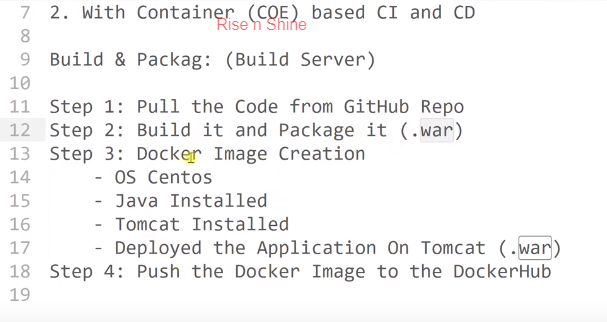 7 2. With Container (COE) based CI and CD
Rise n Shine
8
9 Build & Packag: (Build Server)
10
11 Step 1: Pull the Code from GitHub Repo
12 Step 2: Build it and Package it (.war)
13 Step 3: Docker Image Creation
14 - OS Centos
15 - Java Installed
16 - Tomcat Installed
17 - Deployed the Application On Tomcat (.war)
18 Step 4: Push the Docker Image to the DockerHub
19